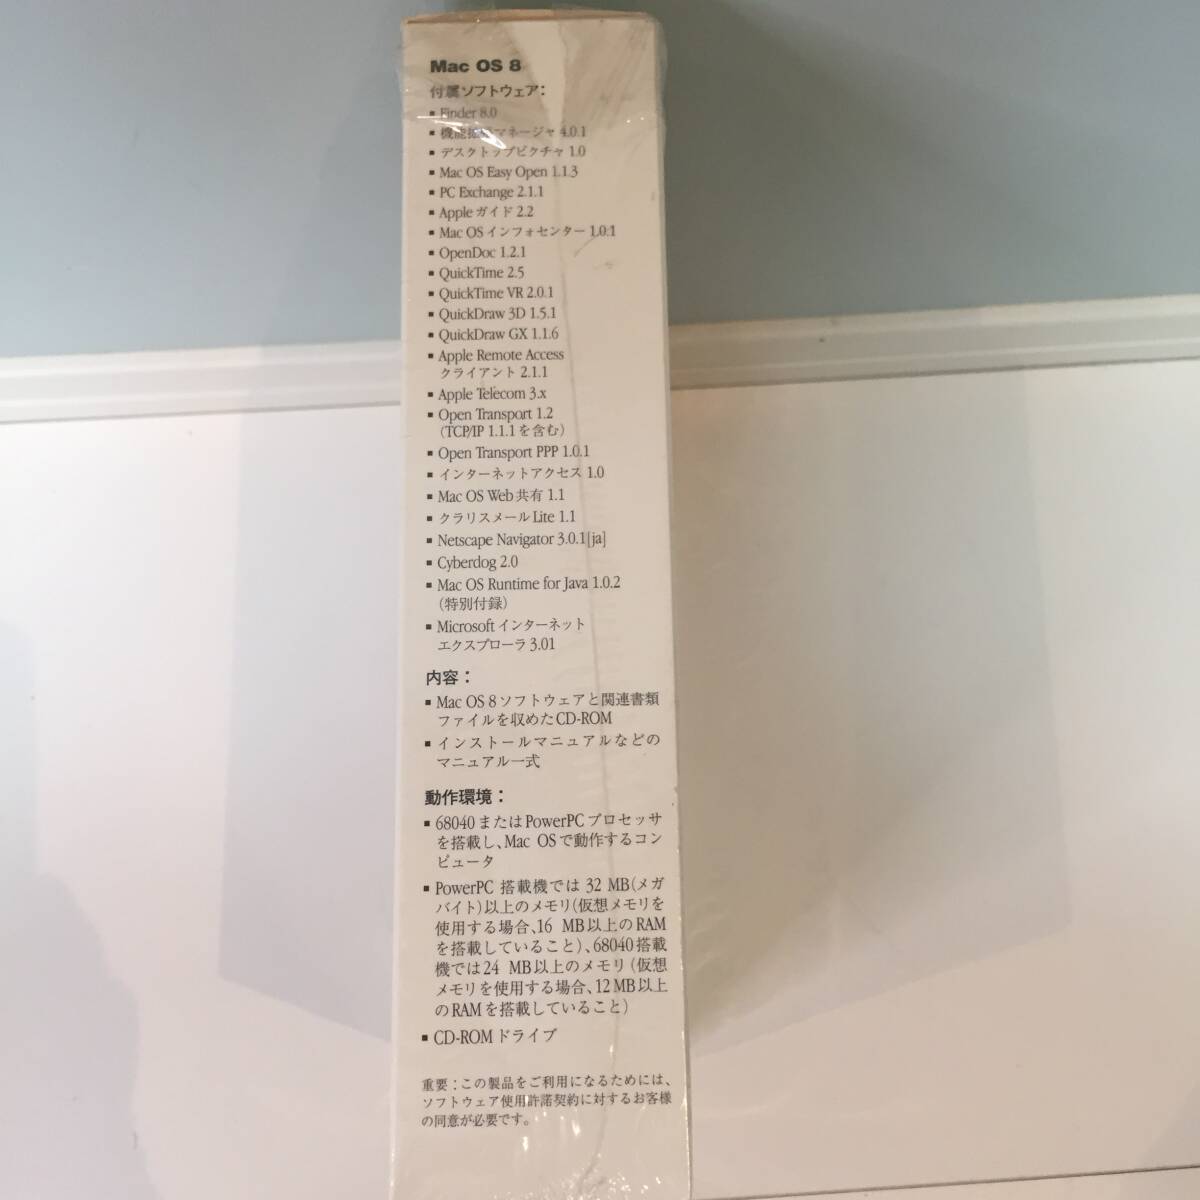 Mac OS 8
付属ソフトウェア：
▪ Finder 8.0
▪ 機能拡張マネージャ 4.0.1
▪ デスクトップピクチャ 1.0
▪ Mac OS Easy Open 1.1.3
▪ PC Exchange 2.1.1
▪ Apple ガイド 2.2
▪ Mac OS インフォセンター 1.0.1
▪ OpenDoc 1.2.1
▪ QuickTime 2.5
▪ QuickTime VR 2.0.1
▪ QuickDraw 3D 1.5.1
▪ QuickDraw GX 1.1.6
▪ Apple Remote Access
クライアント 2.1.1
▪ Apple Telecom 3.x
▪ Open Transport 1.2
（TCP/IP 1.1.1 を含む）
▪ Open Transport PPP 1.0.1
▪ インターネットアクセス 1.0
▪ Mac OS Web 共有 1.1
▪ クラリスメール Lite 1.1
▪ Netscape Navigator 3.0.1[ja]
▪ Cyberdog 2.0
▪ Mac OS Runtime for Java 1.0.2
（特別付録）
▪ Microsoft インターネット
エクスプローラ 3.01
内容：
▪ Mac OS 8 ソフトウェアと関連書類
ファイルを収めた CD-ROM
▪ インストールマニュアルなどの
マニュアル一式
動作環境：
▪ 68040 または PowerPC プロセッサ
を搭載し、Mac OS で動作するコン
ピュータ
▪ PowerPC 搭載機では 32 MB（メガ
バイト）以上のメモリ（仮想メモリを
使用する場合、16 MB 以上の RAM
を搭載していること）、68040 搭載
機では 24 MB 以上のメモリ（仮想
メモリを使用する場合、12 MB 以上
の RAM を搭載していること）
▪ CD-ROM ドライブ
重要：この製品をご利用になるためには、
ソフトウェア使用許諾契約に対するお客様
の同意が必要です。